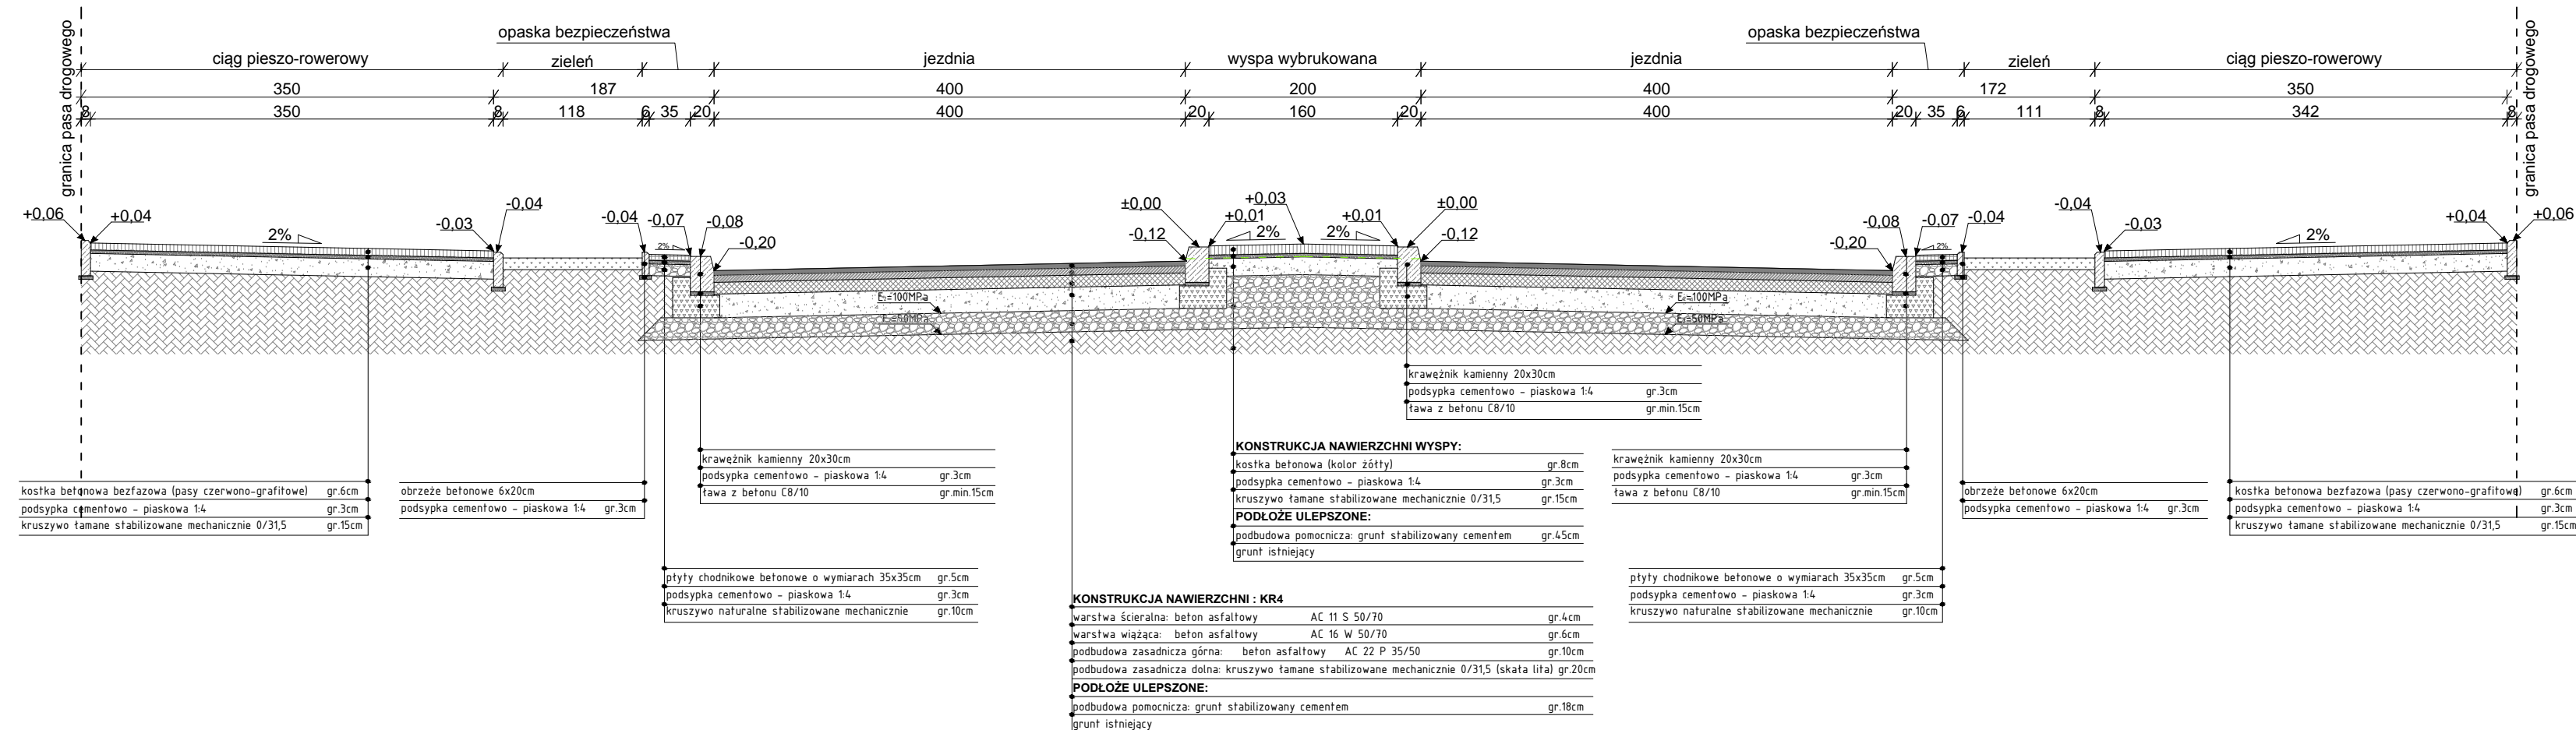 opaska bezpieczeństwa
opaska bezpieczeństwa
granica pasa drogowego
ciąg pieszo-rowerowy
zieleń
jezdnia
wyspa wybrukowana
jezdnia
zieleń
ciąg pieszo-rowerowy
granica pasa drogowego
350 187 400 200 400 172 350
8 350 8 118 6 35 20 400 20 160 20 400 20 35 6 111 8 342 8
+0,06 +0,04 -0,03 -0,04 -0,04 -0,07 -0,08 -0,20 ±0,00 -0,12 +0,01 +0,03 +0,01 ±0,00 -0,12 -0,08 -0,20 -0,07 -0,04 -0,04 -0,03 +0,04 +0,06
2% 2% 2% 2% 2% 2%
E₂=100MPa E₂=100MPa
E₂=50MPa E₂=50MPa
krawężnik kamienny 20x30cm
podsypka cementowo - piaskowa 1:4 gr.3cm
ława z betonu C8/10 gr.min.15cm
kostka betonowa bezfazowa (pasy czerwono-grafitowe) gr.6cm
podsypka cementowo - piaskowa 1:4 gr.3cm
kruszywo łamane stabilizowane mechanicznie 0/31,5 gr.15cm
obrzeże betonowe 6x20cm
podsypka cementowo - piaskowa 1:4 gr.3cm
krawężnik kamienny 20x30cm
podsypka cementowo - piaskowa 1:4 gr.3cm
ława z betonu C8/10 gr.min.15cm
KONSTRUKCJA NAWIERZCHNI WYSPY:
kostka betonowa (kolor żółty) gr.8cm
podsypka cementowo - piaskowa 1:4 gr.3cm
kruszywo łamane stabilizowane mechanicznie 0/31,5 gr.15cm
PODŁOŻE ULEPSZONE:
podbudowa pomocnicza: grunt stabilizowany cementem gr.45cm
grunt istniejący
krawężnik kamienny 20x30cm
podsypka cementowo - piaskowa 1:4 gr.3cm
ława z betonu C8/10 gr.min.15cm
obrzeże betonowe 6x20cm
podsypka cementowo - piaskowa 1:4 gr.3cm
kostka betonowa bezfazowa (pasy czerwono-grafitowe) gr.6cm
podsypka cementowo - piaskowa 1:4 gr.3cm
kruszywo łamane stabilizowane mechanicznie 0/31,5 gr.15cm
płyty chodnikowe betonowe o wymiarach 35x35cm gr.5cm
podsypka cementowo - piaskowa 1:4 gr.3cm
kruszywo naturalne stabilizowane mechanicznie gr.10cm
KONSTRUKCJA NAWIERZCHNI : KR4
warstwa ścieralna: beton asfaltowy AC 11 S 50/70 gr.4cm
warstwa wiążąca: beton asfaltowy AC 16 W 50/70 gr.6cm
podbudowa zasadnicza górna: beton asfaltowy AC 22 P 35/50 gr.10cm
podbudowa zasadnicza dolna: kruszywo łamane stabilizowane mechanicznie 0/31,5 (skała lita) gr.20cm
PODŁOŻE ULEPSZONE:
podbudowa pomocnicza: grunt stabilizowany cementem gr.18cm
grunt istniejący
płyty chodnikowe betonowe o wymiarach 35x35cm gr.5cm
podsypka cementowo - piaskowa 1:4 gr.3cm
kruszywo naturalne stabilizowane mechanicznie gr.10cm